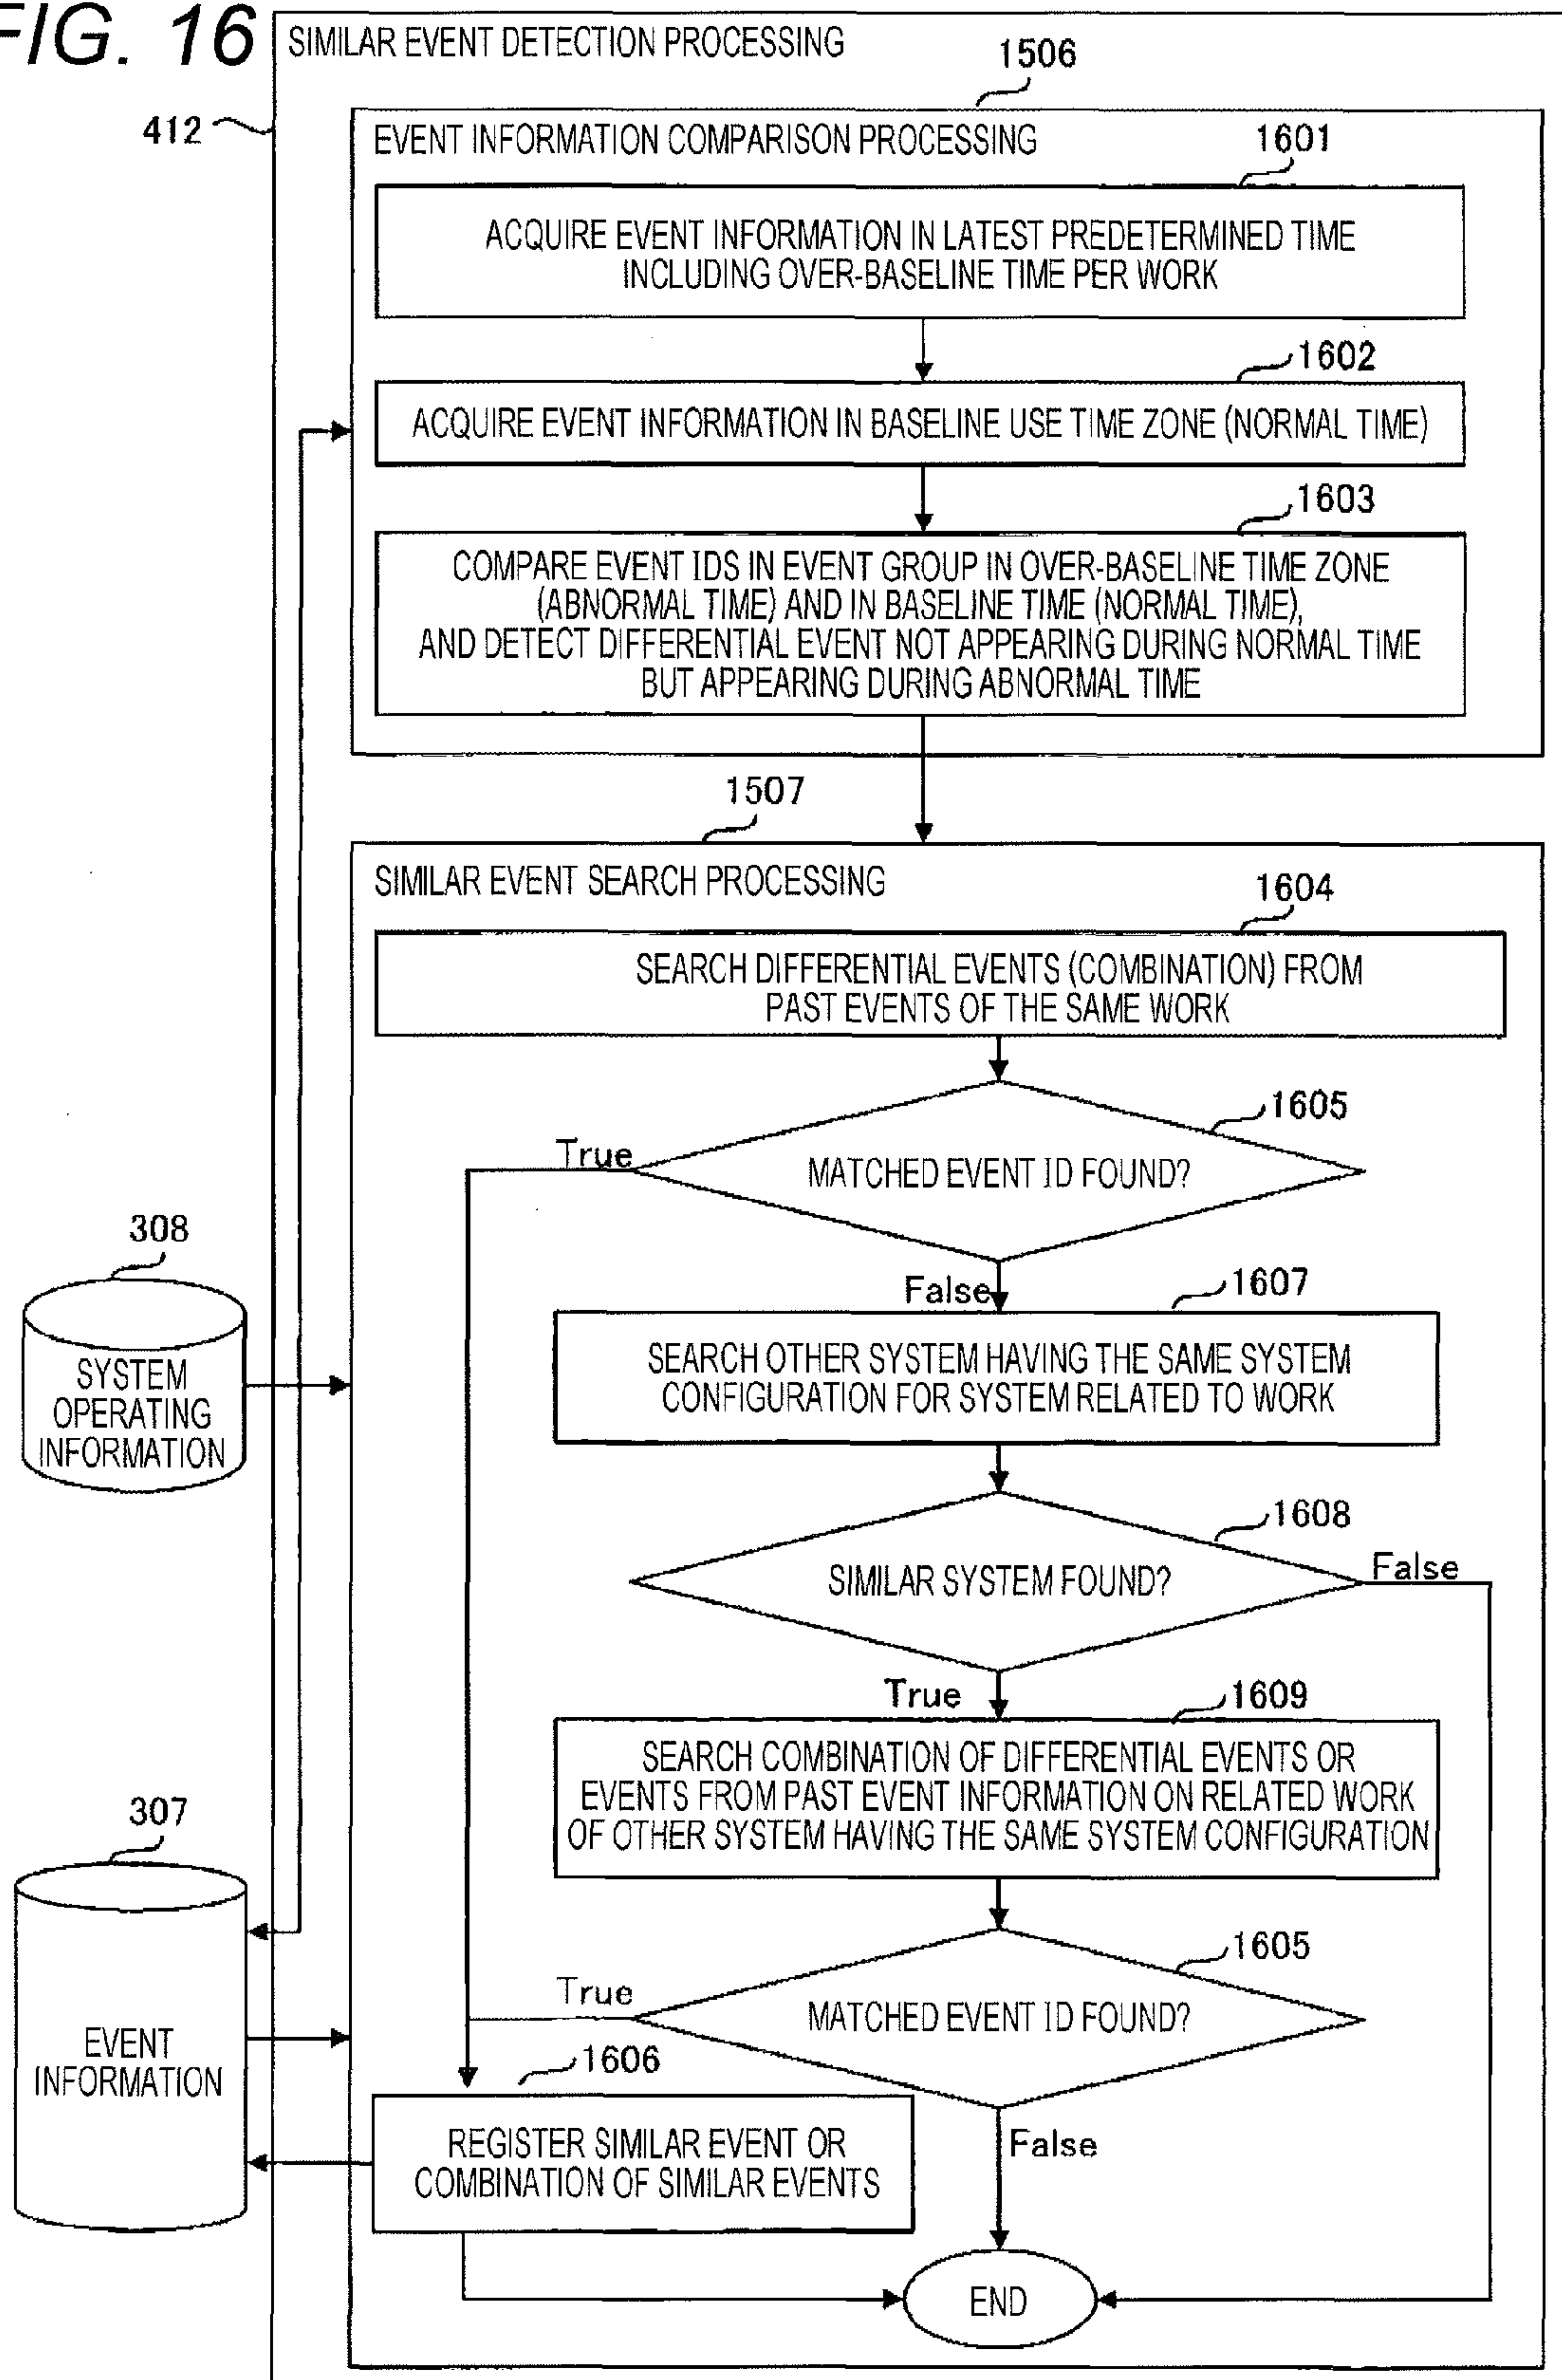 FIG. 16
SIMILAR EVENT DETECTION PROCESSING
1506
412
EVENT INFORMATION COMPARISON PROCESSING
1601
ACQUIRE EVENT INFORMATION IN LATEST PREDETERMINED TIME
INCLUDING OVER-BASELINE TIME PER WORK
1602
ACQUIRE EVENT INFORMATION IN BASELINE USE TIME ZONE (NORMAL TIME)
1603
COMPARE EVENT IDS IN EVENT GROUP IN OVER-BASELINE TIME ZONE
(ABNORMAL TIME) AND IN BASELINE TIME (NORMAL TIME),
AND DETECT DIFFERENTIAL EVENT NOT APPEARING DURING NORMAL TIME
BUT APPEARING DURING ABNORMAL TIME
1507
SIMILAR EVENT SEARCH PROCESSING
1604
SEARCH DIFFERENTIAL EVENTS (COMBINATION) FROM
PAST EVENTS OF THE SAME WORK
1605
True
MATCHED EVENT ID FOUND?
308
False
1607
SYSTEM
OPERATING
INFORMATION
SEARCH OTHER SYSTEM HAVING THE SAME SYSTEM
CONFIGURATION FOR SYSTEM RELATED TO WORK
1608
SIMILAR SYSTEM FOUND?
False
True
1609
SEARCH COMBINATION OF DIFFERENTIAL EVENTS OR
EVENTS FROM PAST EVENT INFORMATION ON RELATED WORK
OF OTHER SYSTEM HAVING THE SAME SYSTEM CONFIGURATION
307
1605
True
MATCHED EVENT ID FOUND?
EVENT
INFORMATION
1606
REGISTER SIMILAR EVENT OR
COMBINATION OF SIMILAR EVENTS
False
END